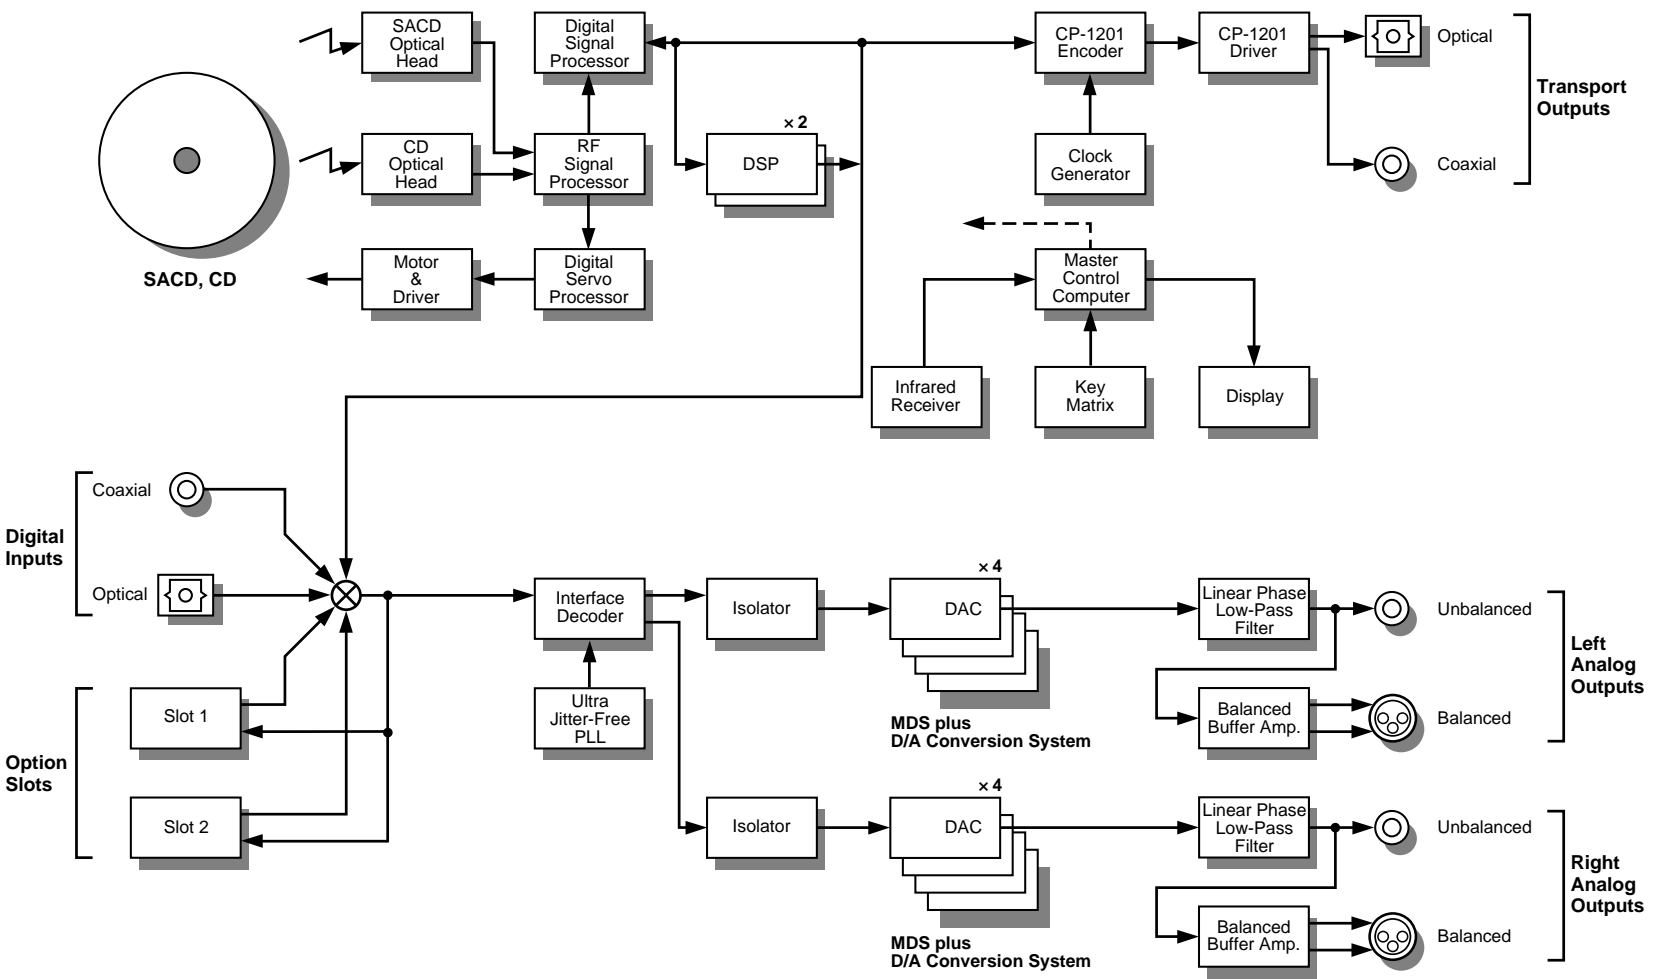 SACD
Optical
Head
Digital
Signal
Processor
CP-1201
Encoder
CP-1201
Driver
Optical
Transport
Outputs
× 2
CD
Optical
Head
RF
Signal
Processor
DSP
Clock
Generator
Coaxial
SACD, CD
Motor
&
Driver
Digital
Servo
Processor
Master
Control
Computer
Infrared
Receiver
Key
Matrix
Display
Digital
Inputs
Coaxial
Optical
Interface
Decoder
Isolator
× 4
DAC
Linear Phase
Low-Pass
Filter
Unbalanced
Left
Analog
Outputs
Option
Slots
Slot 1
Ultra
Jitter-Free
PLL
MDS plus
D/A Conversion System
Balanced
Buffer Amp.
Balanced
Slot 2
Isolator
× 4
DAC
Linear Phase
Low-Pass
Filter
Unbalanced
Right
Analog
Outputs
MDS plus
D/A Conversion System
Balanced
Buffer Amp.
Balanced